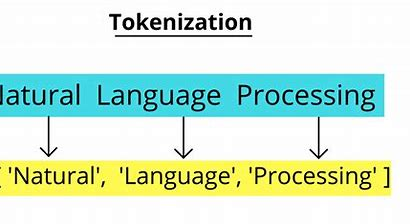 Tokenization
Natural Language Processing
[ 'Natural', 'Language', 'Processing' ]